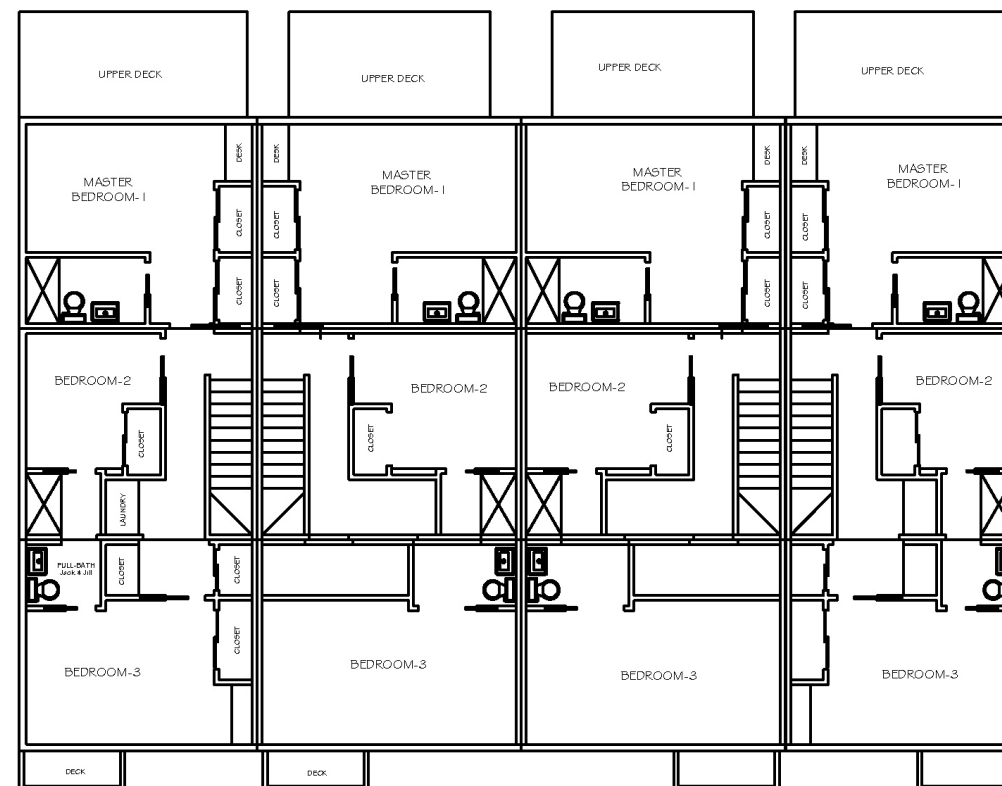 UPPER DECK
UPPER DECK
UPPER DECK
UPPER DECK
DESK
DESK
DESK
DESK
MASTER
BEDROOM-1
MASTER
BEDROOM-1
MASTER
BEDROOM-1
MASTER
BEDROOM-1
CLOSET
CLOSET
CLOSET
CLOSET
CLOSET
CLOSET
CLOSET
CLOSET
BEDROOM-2
BEDROOM-2
BEDROOM-2
BEDROOM-2
CLOSET
CLOSET
CLOSET
LAUNDRY
FULL-BATH
Jack & Jill
CLOSET
CLOSET
CLOSET
BEDROOM-3
BEDROOM-3
BEDROOM-3
BEDROOM-3
DECK
DECK